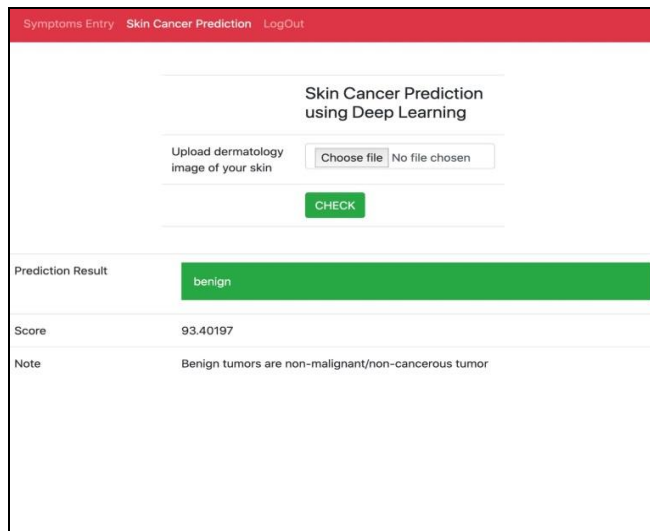 Symptoms Entry Skin Cancer Prediction LogOut
Skin Cancer Prediction
using Deep Learning
Upload dermatology
image of your skin
Choose file No file chosen
CHECK
Prediction Result
benign
Score 93.40197
Note Benign tumors are non-malignant/non-cancerous tumor